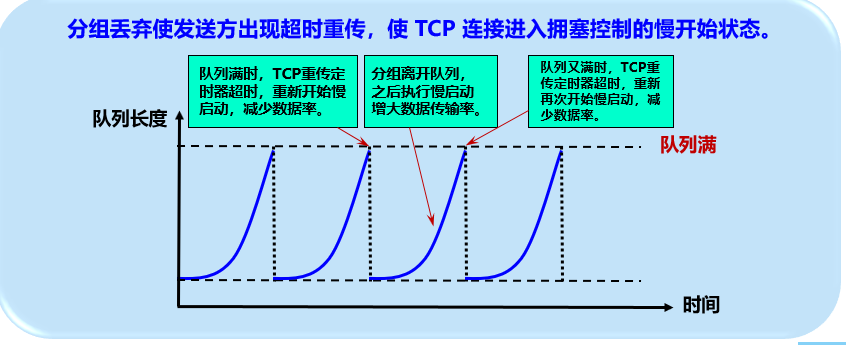 分组丢弃使发送方出现超时重传，使 TCP 连接进入拥塞控制的慢开始状态。
队列满时，TCP重传定
时器超时，重新开始慢
启动，减少数据率。
分组离开队列，
之后执行慢启动
增大数据传输率。
队列又满时，TCP重
传定时器超时，重新
再次开始慢启动，减
少数据率。
队列长度
队列满
时间